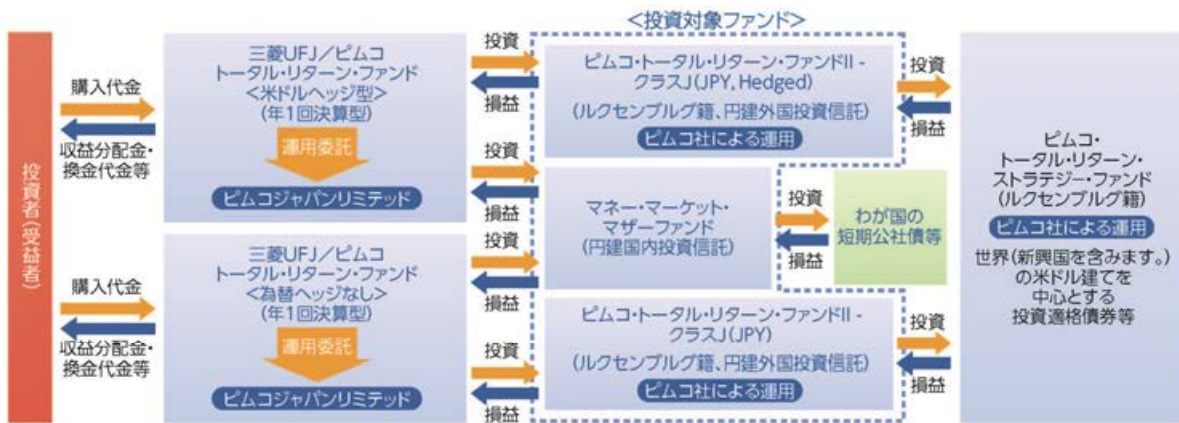 <投資対象ファンド>
投資者(受益者)
購入代金
収益分配金・
換金代金等
三菱UFJ/ピムコ
トータル・リターン・ファンド
<米ドルヘッジ型>
(年1回決算型)
運用委託
ピムコジャパンリミテッド
投資
損益
投資
損益
ピムコ・トータル・リターン・ファンドII -
クラスJ(JPY, Hedged)
(ルクセンブルグ籍、円建外国投資信託)
ピムコ社による運用
投資
損益
マネー・マーケット・
マザーファンド
(円建国内投資信託)
投資
損益
わが国の
短期公社債等
購入代金
収益分配金・
換金代金等
三菱UFJ/ピムコ
トータル・リターン・ファンド
<為替ヘッジなし>
(年1回決算型)
運用委託
ピムコジャパンリミテッド
投資
損益
投資
損益
ピムコ・トータル・リターン・ファンドII -
クラスJ(JPY)
(ルクセンブルグ籍、円建外国投資信託)
ピムコ社による運用
投資
損益
ピムコ・
トータル・リターン・
ストラテジー・ファンド
(ルクセンブルグ籍)
ピムコ社による運用
世界(新興国を含みます。)
の米ドル建てを
中心とする
投資適格債券等